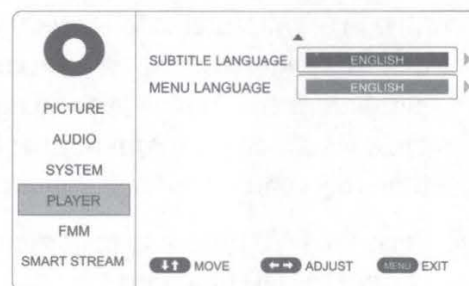 SUBTITLE LANGUAGE ENGLISH
MENU LANGUAGE ENGLISH
PICTURE
AUDIO
SYSTEM
PLAYER
FMM
SMART STREAM
MOVE ADJUST MENU EXIT